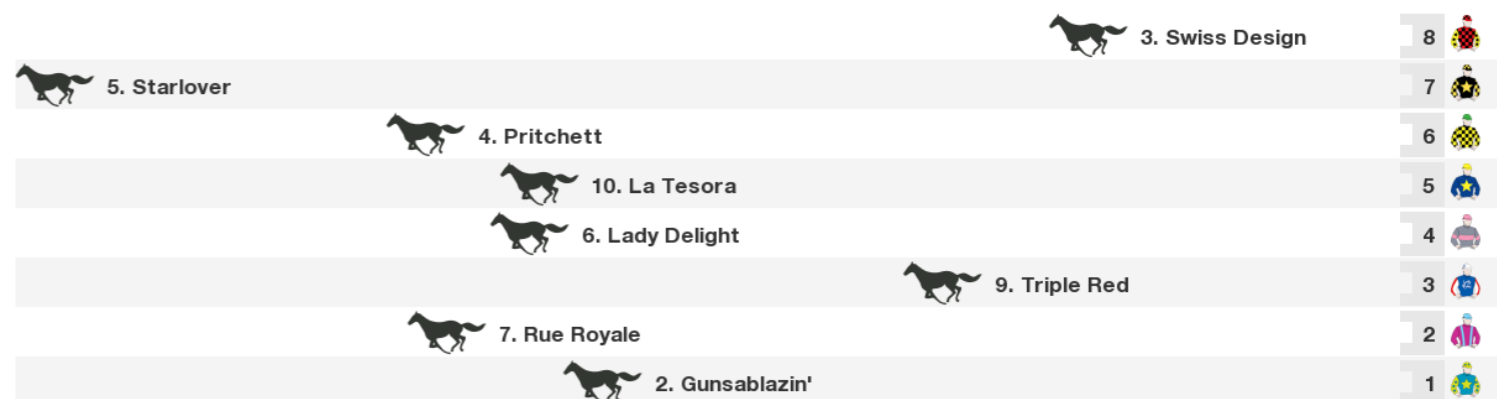 3. Swiss Design 8
5. Starlover 7
4. Pritchett 6
10. La Tesora 5
6. Lady Delight 4
9. Triple Red 3
7. Rue Royale 2
2. Gunsablazin' 1